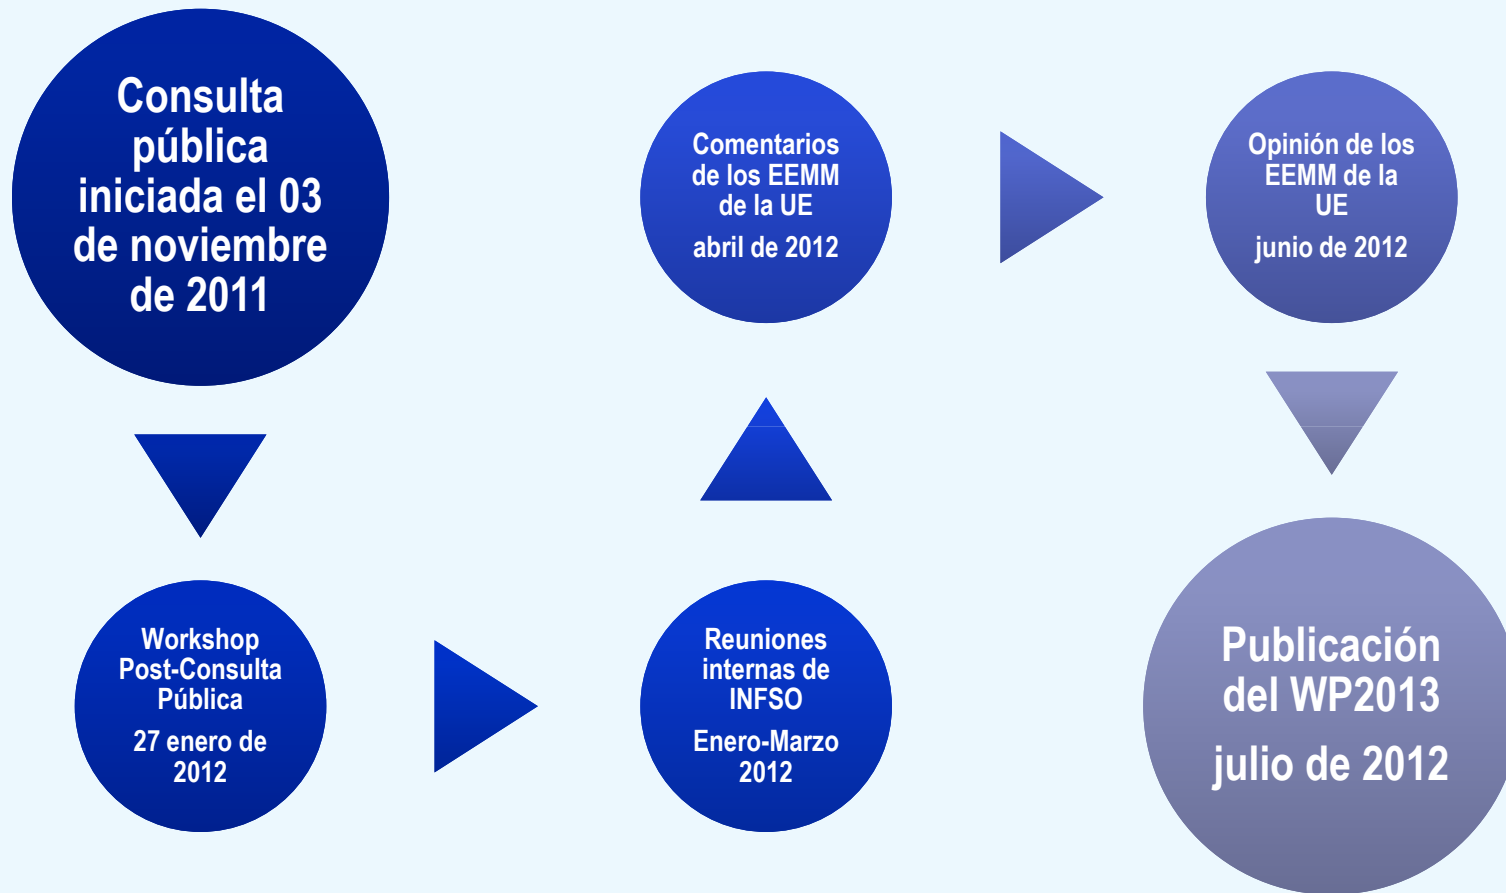 Consulta
pública
iniciada el 03
de noviembre
de 2011
Workshop
Post-Consulta
Pública
27 enero de
2012
Reuniones
internas de
INFSO
Enero-Marzo
2012
Comentarios
de los EEMM
de la UE
abril de 2012
Opinión de los
EEMM de la
UE
junio de 2012
Publicación
del WP2013
julio de 2012